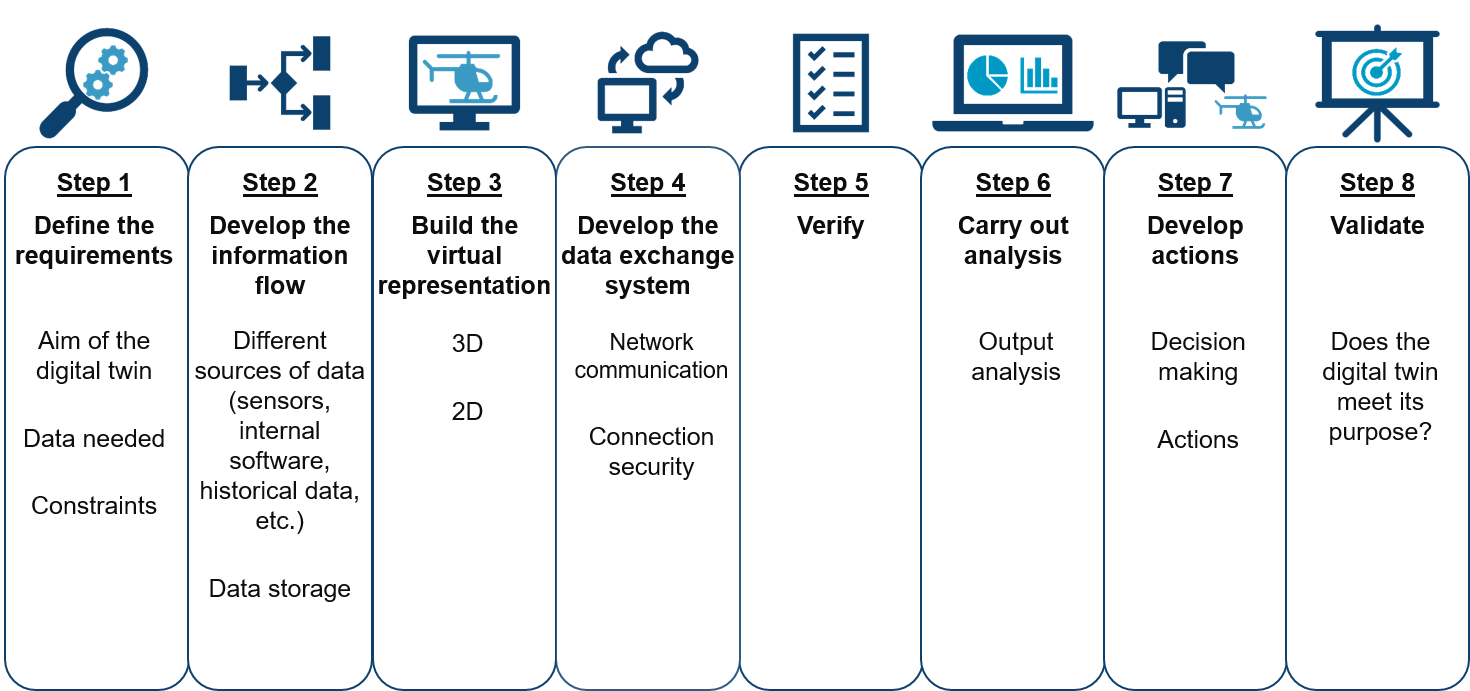 Step 1
Define the
requirements
Aim of the
digital twin
Data needed
Constraints
Step 2
Develop the
information
flow
Different
sources of data
(sensors,
internal
software,
historical data,
etc.)
Data storage
Step 3
Build the
virtual
representation
3D
2D
Step 4
Develop the
data exchange
system
Network
communication
Connection
security
Step 5
Verify
Step 6
Carry out
analysis
Output
analysis
Step 7
Develop
actions
Decision
making
Actions
Step 8
Validate
Does the
digital twin
meet its
purpose?